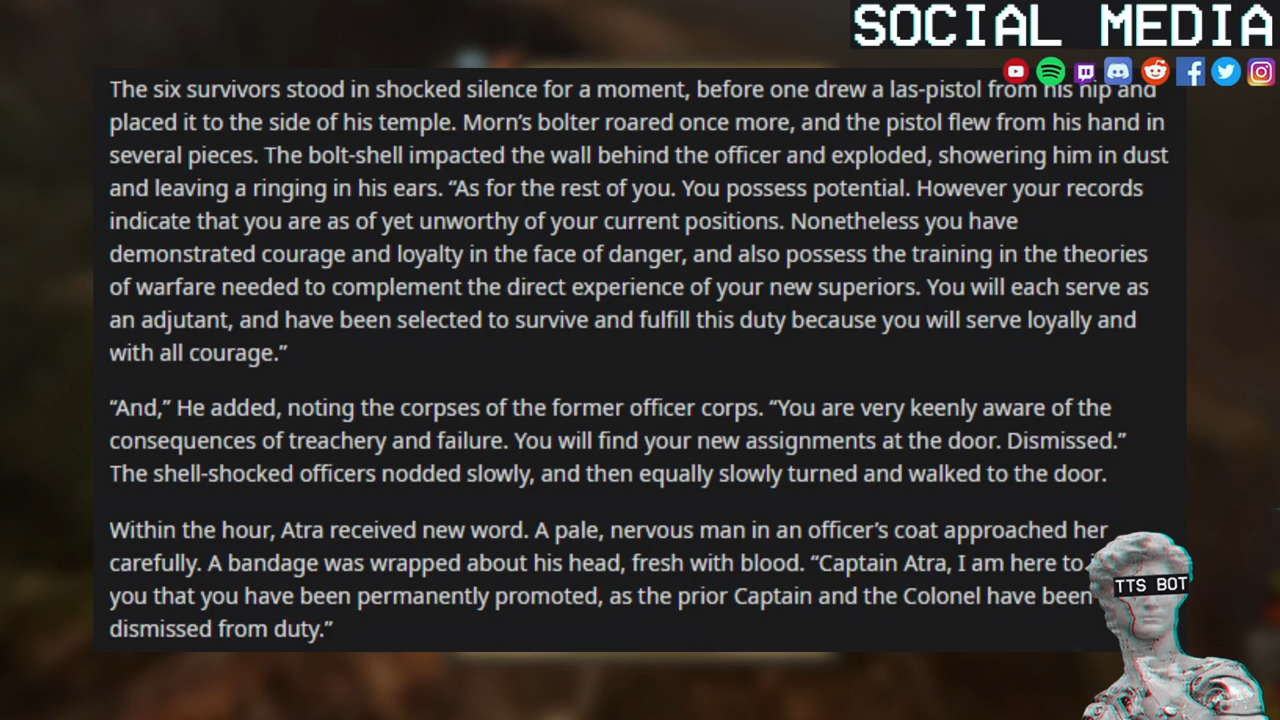 SOCIAL MEDIA
The six survivors stood in shocked silence for a moment, before one drew a las-pistol from his hip and
placed it to the side of his temple. Morn’s bolter roared once more, and the pistol flew from his hand in
several pieces. The bolt-shell impacted the wall behind the officer and exploded, showering him in dust
and leaving a ringing in his ears. “As for the rest of you. You possess potential. However your records
indicate that you are as of yet unworthy of your current positions. Nonetheless you have
demonstrated courage and loyalty in the face of danger, and also possess the training in the theories
of warfare needed to complement the direct experience of your new superiors. You will each serve as
an adjutant, and have been selected to survive and fulfill this duty because you will serve loyally and
with all courage.”
“And,” He added, noting the corpses of the former officer corps. “You are very keenly aware of the
consequences of treachery and failure. You will find your new assignments at the door. Dismissed.”
The shell-shocked officers nodded slowly, and then equally slowly turned and walked to the door.
Within the hour, Atra received new word. A pale, nervous man in an officer’s coat approached her
carefully. A bandage was wrapped about his head, fresh with blood. “Captain Atra, I am here to
you that you have been permanently promoted, as the prior Captain and the Colonel have been
dismissed from duty.”
TTS BOT